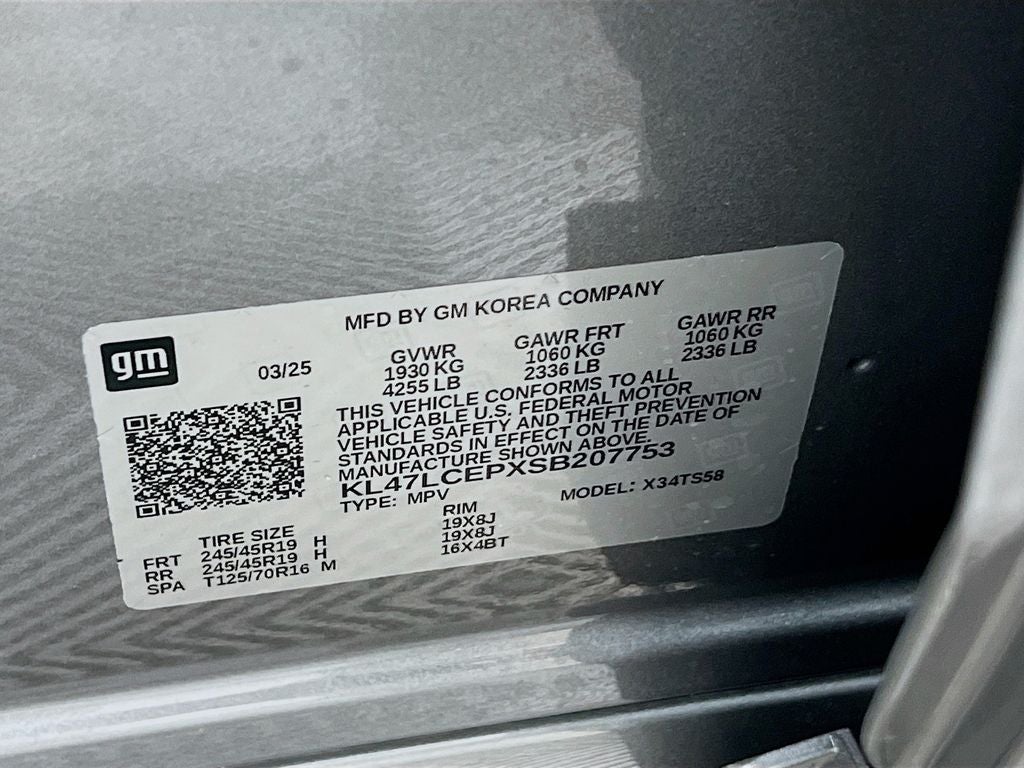 MFD BY GM KOREA COMPANY
gm
03/25
GVWR
1930 KG
4255 LB
GAWR FRT
1060 KG
2336 LB
GAWR RR
1060 KG
2336 LB
THIS VEHICLE CONFORMS TO ALL
APPLICABLE U.S. FEDERAL MOTOR
VEHICLE SAFETY AND THEFT PREVENTION
STANDARDS IN EFFECT ON THE DATE OF
MANUFACTURE SHOWN ABOVE.
KL47LCEPXSB207753
TYPE: MPV
MODEL: X34TS58
TIRE SIZE RIM
FRT 245/45R19 H 19X8J
RR 245/45R19 H 19X8J
SPA T125/70R16 M 16X4BT